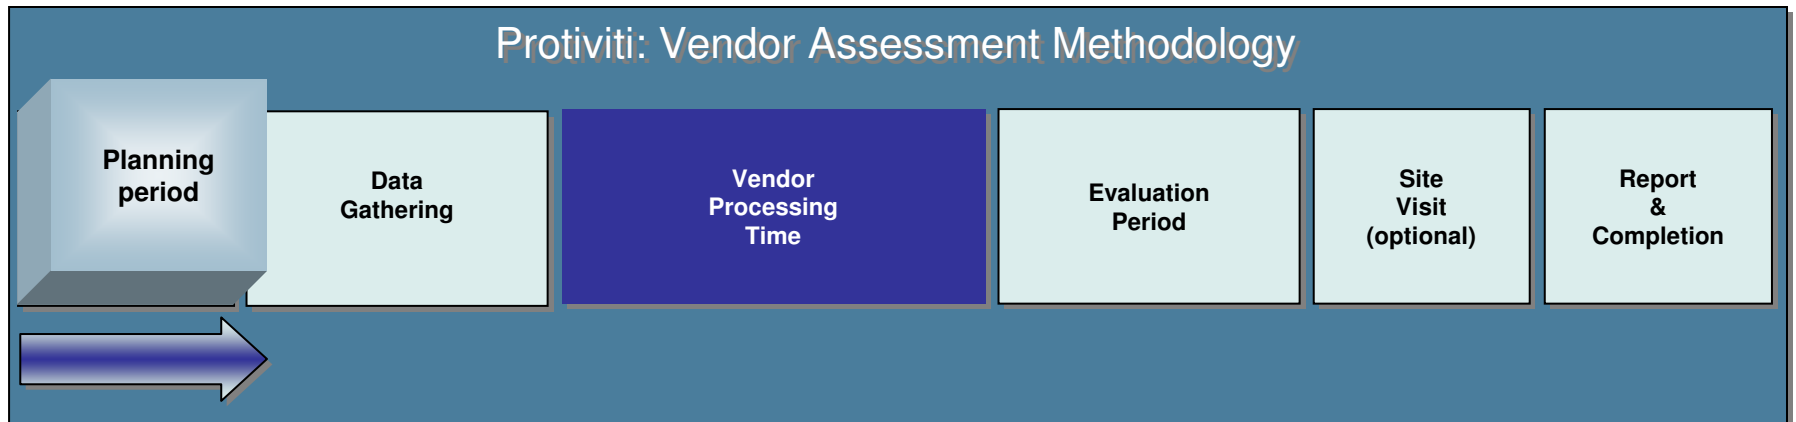 Protiviti: Vendor Assessment Methodology
Planning
period
Data
Gathering
Vendor
Processing
Time
Evaluation
Period
Site
Visit
(optional)
Report
&
Completion